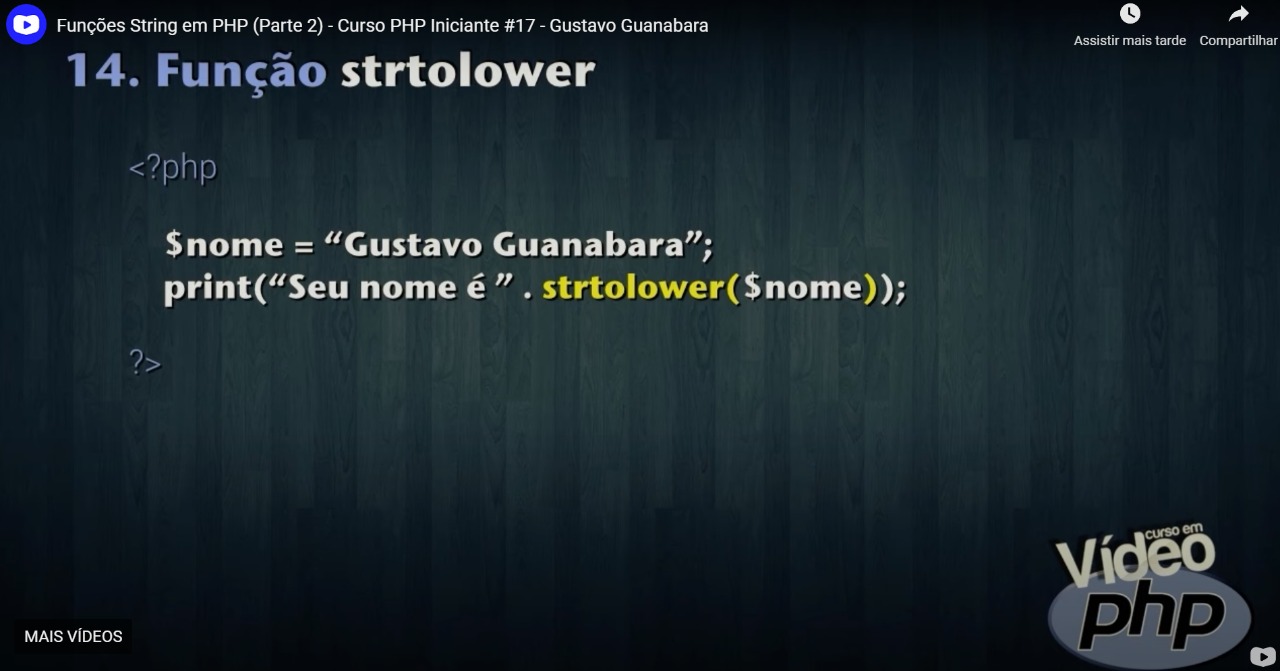 Funções String em PHP (Parte 2) - Curso PHP Iniciante #17 - Gustavo Guanabara
Assistir mais tarde
Compartilhar
14. Função strtolower
<?php
$nome = “Gustavo Guanabara”;
print(“Seu nome é ” . strtolower($nome));
?>
curso em
Vídeo
php
MAIS VÍDEOS